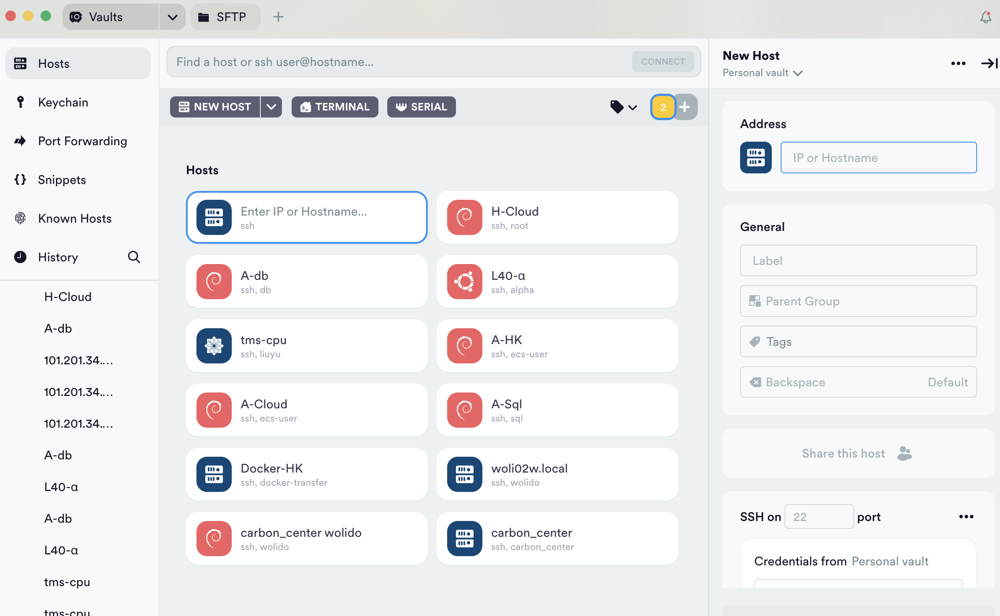 Vaults
SFTP
Hosts
Keychain
Port Forwarding
Snippets
Known Hosts
History
H-Cloud
A-db
101.201.34....
101.201.34....
101.201.34....
A-db
L40-α
A-db
L40-α
tms-cpu
tms-cpu
Find a host or ssh user@hostname...
CONNECT
NEW HOST
TERMINAL
SERIAL
2
Hosts
Enter IP or Hostname...
ssh
H-Cloud
ssh, root
A-db
ssh, db
L40-α
ssh, alpha
tms-cpu
ssh, liuyu
A-HK
ssh, ecs-user
A-Cloud
ssh, ecs-user
A-Sql
ssh, sql
Docker-HK
ssh, docker-transfer
woli02w.local
ssh, wolido
carbon_center wolido
ssh, wolido
carbon_center
ssh, carbon_center
New Host
Personal vault
Address
IP or Hostname
General
Label
Parent Group
Tags
Backspace Default
Share this host
SSH on 22 port
Credentials from Personal vault